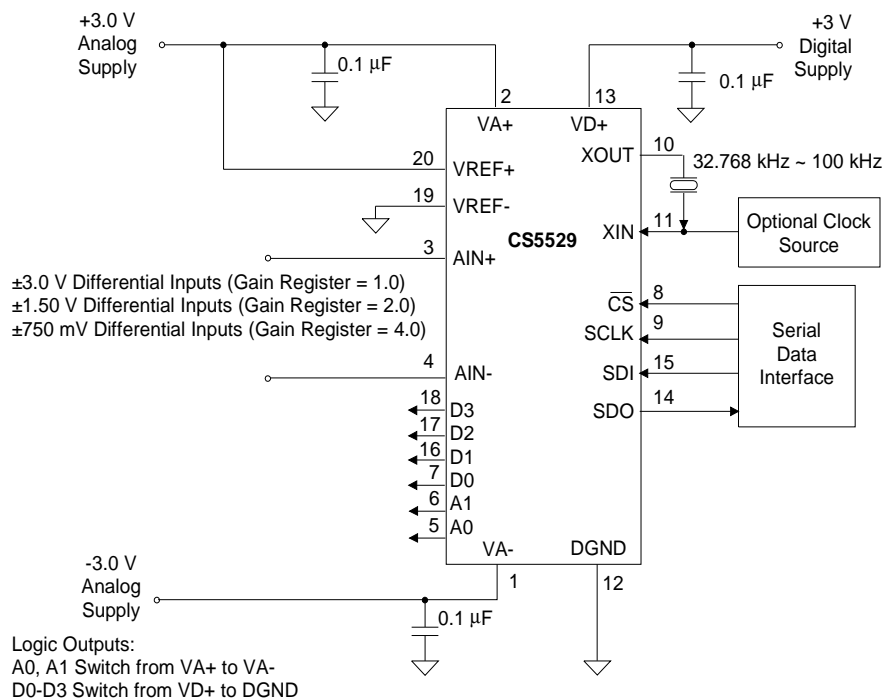 +3.0 V
Analog
Supply
+3 V
Digital
Supply
0.1 µF
0.1 µF
2
13
VA+
VD+
XOUT
10
32.768 kHz ~ 100 kHz
20
VREF+
19
VREF-
CS5529
XIN
11
Optional Clock
Source
3
AIN+
±3.0 V Differential Inputs (Gain Register = 1.0)
±1.50 V Differential Inputs (Gain Register = 2.0)
±750 mV Differential Inputs (Gain Register = 4.0)
CS
8
SCLK
9
SDI
15
SDO
14
Serial
Data
Interface
4
AIN-
18
D3
17
D2
16
D1
7
D0
6
A1
5
A0
VA-
DGND
1
12
-3.0 V
Analog
Supply
0.1 µF
Logic Outputs:
A0, A1 Switch from VA+ to VA-
D0-D3 Switch from VD+ to DGND